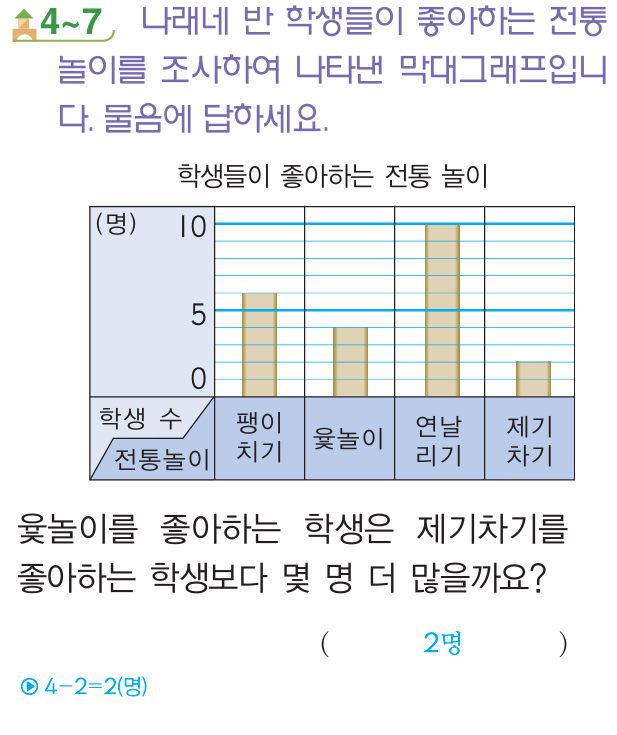 4~7 나래네 반 학생들이 좋아하는 전통
놀이를 조사하여 나타낸 막대그래프입니
다. 물음에 답하세요.
학생들이 좋아하는 전통 놀이
(명) 10
5
0
학생 수
전통놀이
팽이
치기
윷놀이
연날
리기
제기
차기
윷놀이를 좋아하는 학생은 제기차기를
좋아하는 학생보다 몇 명 더 많을까요?
( 2명 )
4-2=2(명)